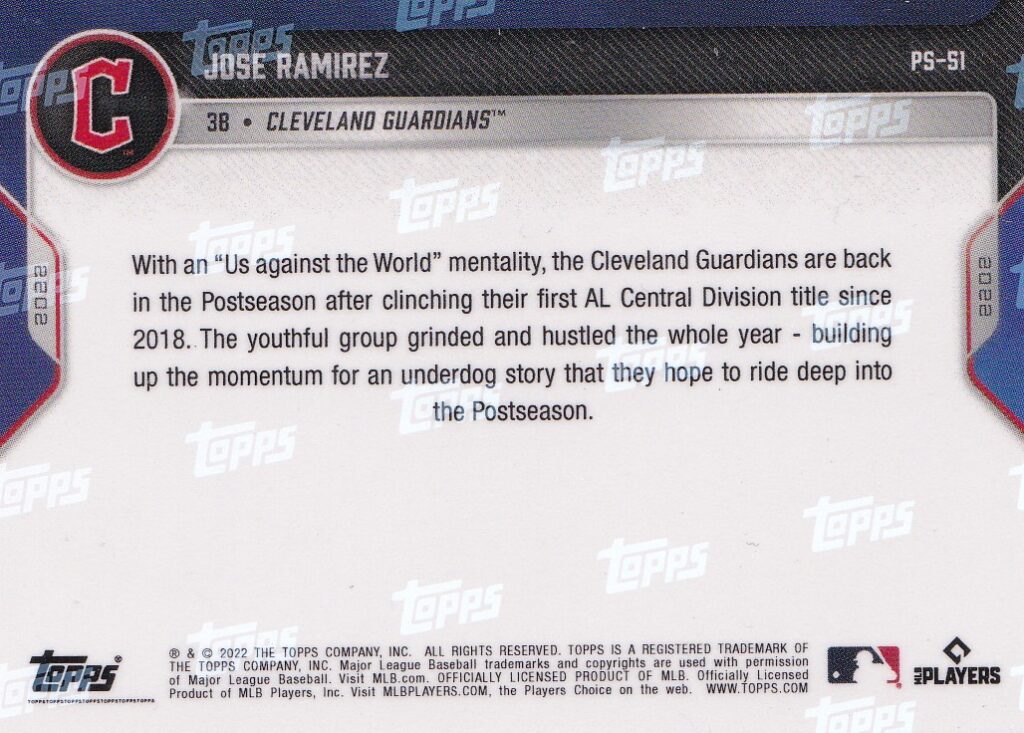 JOSE RAMIREZ
PS-51
3B • CLEVELAND GUARDIANS™
2022
2022
With an “Us against the World” mentality, the Cleveland Guardians are back
in the Postseason after clinching their first AL Central Division title since
2018. The youthful group grinded and hustled the whole year - building
up the momentum for an underdog story that they hope to ride deep into
the Postseason.
TOPPS®
TOPPSTOPPSTOPPSTOPPSTOPPSTOPPSTOPPS
® & © 2022 THE TOPPS COMPANY, INC. ALL RIGHTS RESERVED. TOPPS IS A REGISTERED TRADEMARK OF
THE TOPPS COMPANY, INC. Major League Baseball trademarks and copyrights are used with permission
of Major League Baseball. Visit MLB.com. OFFICIALLY LICENSED PRODUCT OF MLB. Officially Licensed
Product of MLB Players, Inc. Visit MLBPLAYERS.COM, the Players Choice on the web. WWW.TOPPS.COM
MLB PLAYERS